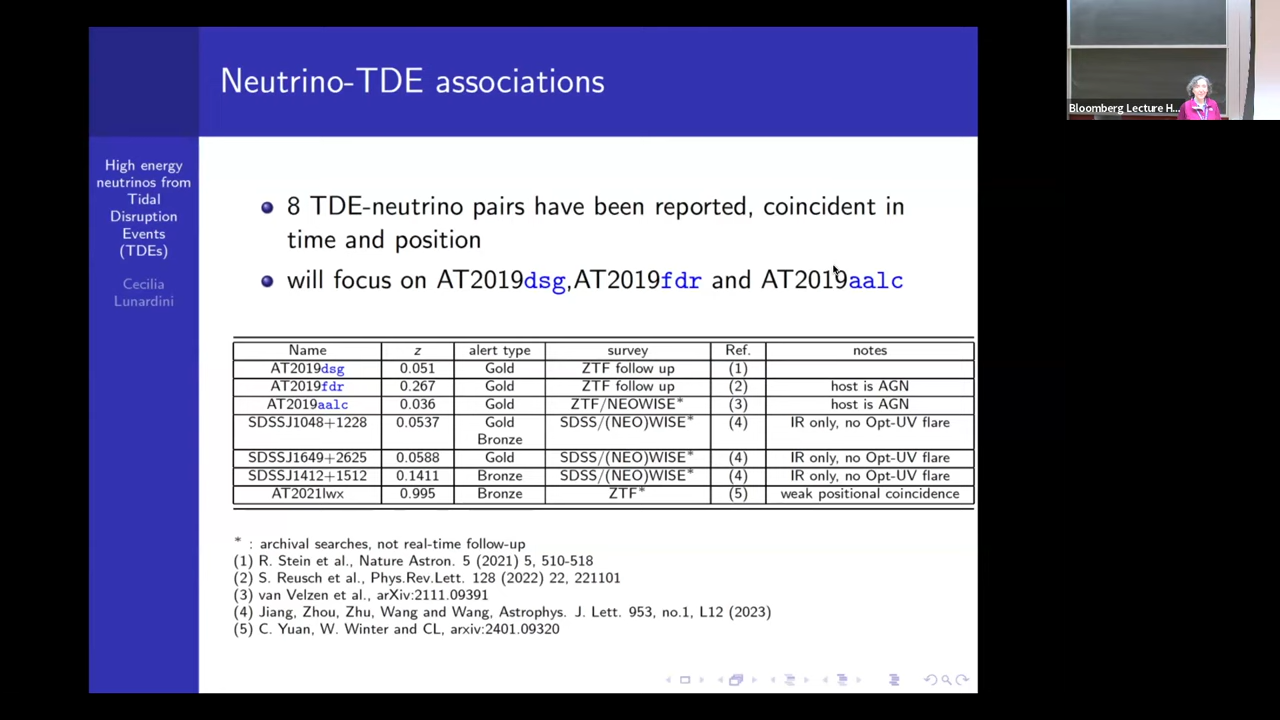 Neutrino-TDE associations
High energy
neutrinos from
Tidal
Disruption
Events
(TDEs)
Cecilia
Lunardini
8 TDE-neutrino pairs have been reported, coincident in
time and position
will focus on AT2019dsg,AT2019fdr and AT2019aalc
Name z alert type survey Ref. notes
AT2019dsg 0.051 Gold ZTF follow up (1)
AT2019fdr 0.267 Gold ZTF follow up (2) host is AGN
AT2019aalc 0.036 Gold ZTF/NEOWISE* (3) host is AGN
SDSSJ1048+1228 0.0537 Gold SDSS/(NEO)WISE* (4) IR only, no Opt-UV flare
Bronze
SDSSJ1649+2625 0.0588 Gold SDSS/(NEO)WISE* (4) IR only, no Opt-UV flare
SDSSJ1412+1512 0.1411 Bronze SDSS/(NEO)WISE* (4) IR only, no Opt-UV flare
AT2021lwx 0.995 Bronze ZTF* (5) weak positional coincidence
* : archival searches, not real-time follow-up
(1) R. Stein et al., Nature Astron. 5 (2021) 5, 510-518
(2) S. Reusch et al., Phys.Rev.Lett. 128 (2022) 22, 221101
(3) van Velzen et al., arXiv:2111.09391
(4) Jiang, Zhou, Zhu, Wang and Wang, Astrophys. J. Lett. 953, no.1, L12 (2023)
(5) C. Yuan, W. Winter and CL, arxiv:2401.09320
Bloomberg Lecture H...